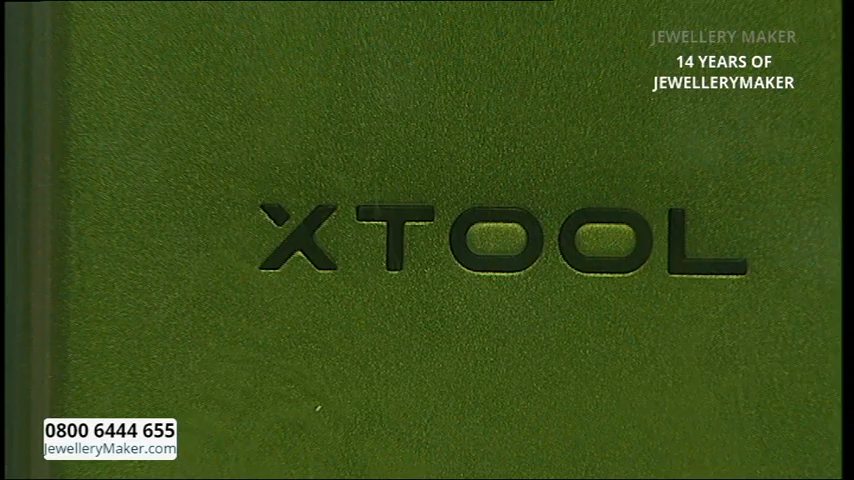 JEWELLERY MAKER
14 YEARS OF
JEWELLERYMAKER
XTOOL
0800 6444 655
JewelleryMaker.com